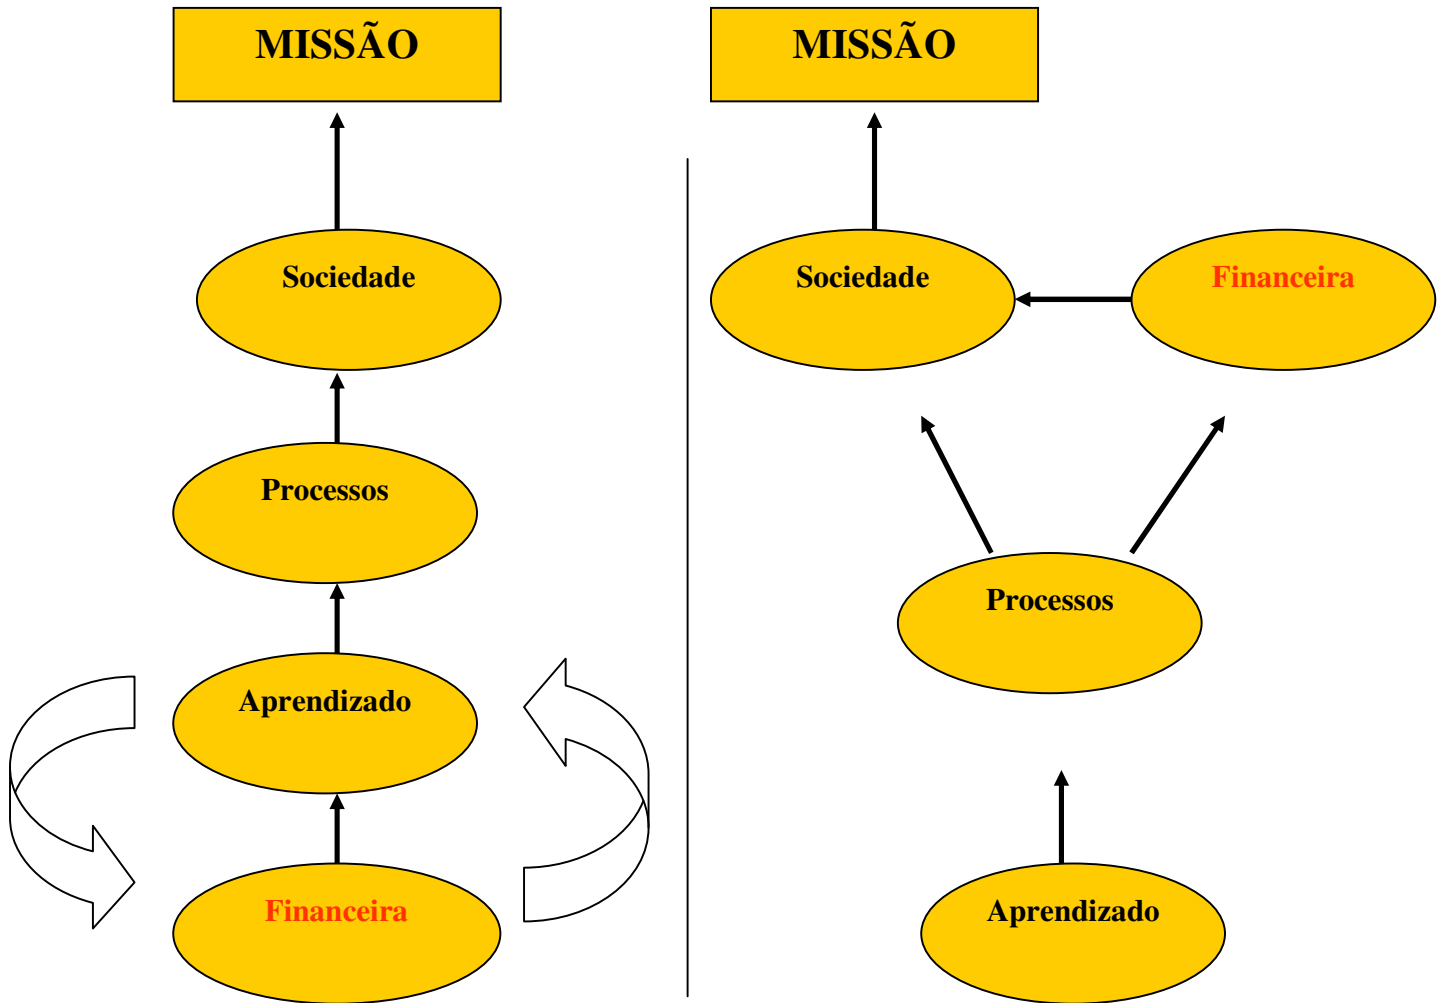 MISSÃO
Sociedade
Processos
Aprendizado
Financeira
MISSÃO
Sociedade
Financeira
Processos
Aprendizado